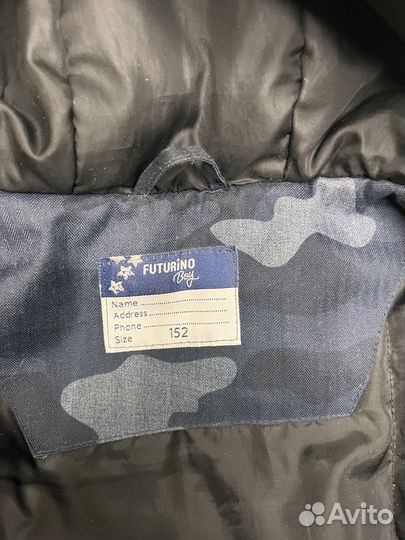 FUTURiNO
Boy
Name
Address
Phone
Size 152
Avito